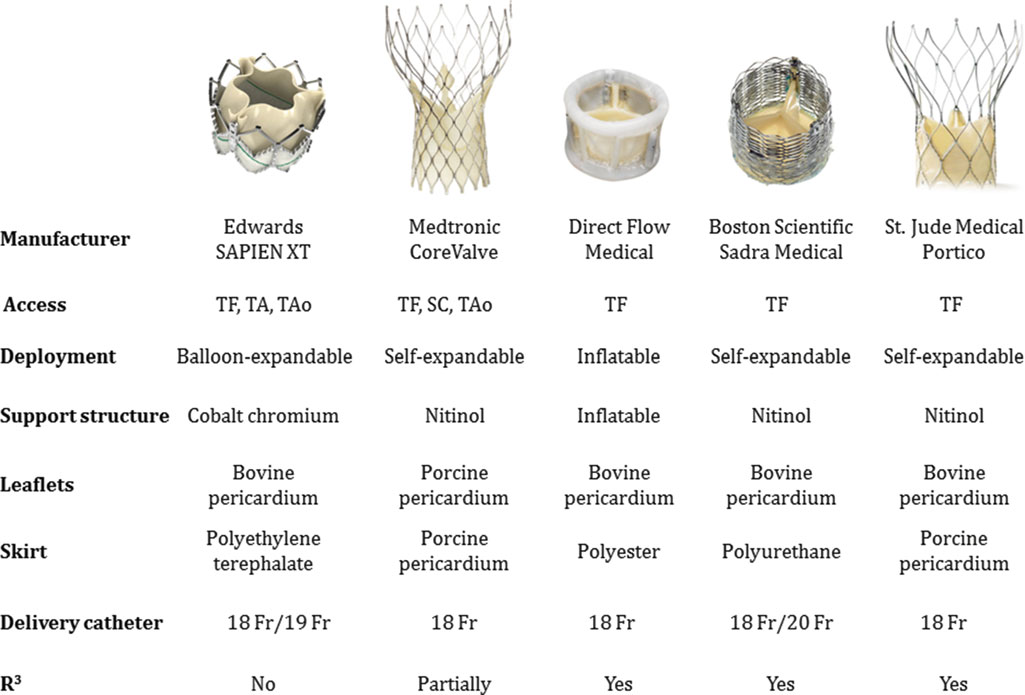 Manufacturer Edwards SAPIEN XT Medtronic CoreValve Direct Flow Medical Boston Scientific Sadra Medical St. Jude Medical Portico
Access TF, TA, TAo TF, SC, TAo TF TF TF
Deployment Balloon-expandable Self-expandable Inflatable Self-expandable Self-expandable
Support structure Cobalt chromium Nitinol Inflatable Nitinol Nitinol
Leaflets Bovine pericardium Porcine pericardium Bovine pericardium Bovine pericardium Bovine pericardium
Skirt Polyethylene terephalate Porcine pericardium Polyester Polyurethane Porcine pericardium
Delivery catheter 18 Fr/19 Fr 18 Fr 18 Fr 18 Fr/20 Fr 18 Fr
R³ No Partially Yes Yes Yes